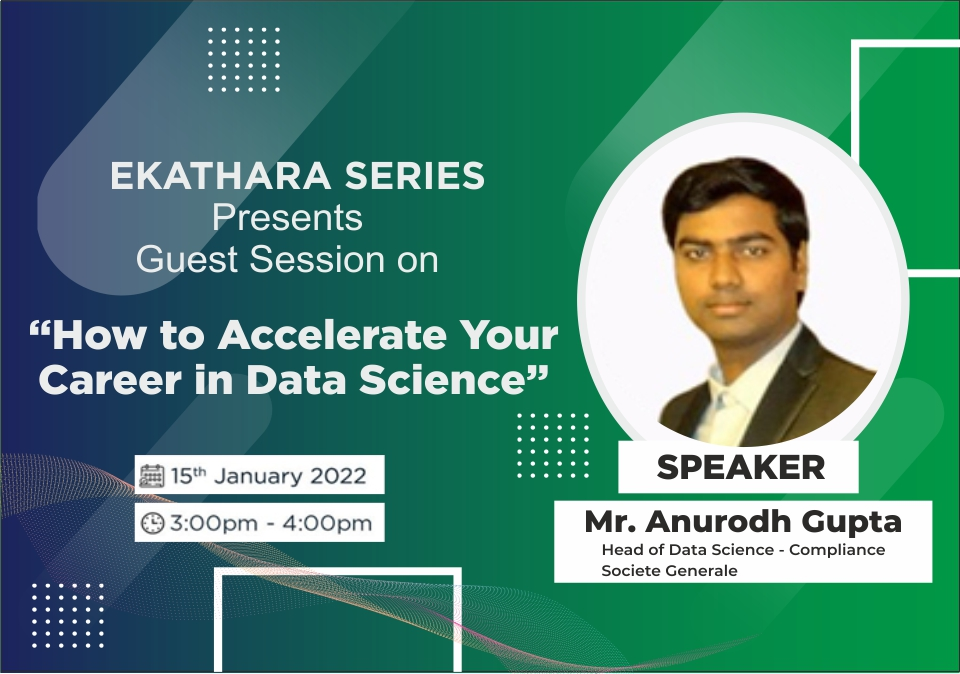 EKATHARA SERIES
Presents
Guest Session on
“How to Accelerate Your
Career in Data Science”
15th January 2022
3:00pm - 4:00pm
SPEAKER
Mr. Anurodh Gupta
Head of Data Science - Compliance
Societe Generale